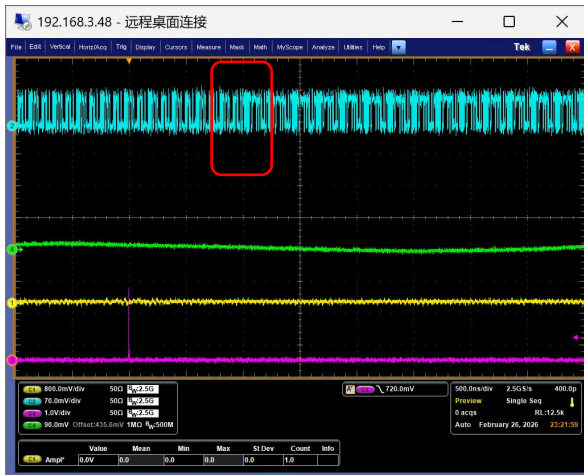 192.168.3.48 - 远程桌面连接
File Edit Vertical Horiz/Acq Trig Display Cursors Measure Mask Math MyScope Analyze Utilities Help Tek
2
4
1
C1 800.0mV/div 50Ω BW:2.5G
C2 70.0mV/div 50Ω BW:2.5G
C3 1.0V/div 50Ω BW:2.5G
C4 90.0mV Offset:435.6mV 1MΩ BW:500M
A' C3 720.0mV
500.0ns/div 2.5GS/s 400.0p
Preview Single Seq
0 acqs RL:12.5k
Auto February 26, 2026 23:21:59
Value Mean Min Max St Dev Count Info
C1 Ampl* 0.0V 0.0 0.0 0.0 0.0 1.0